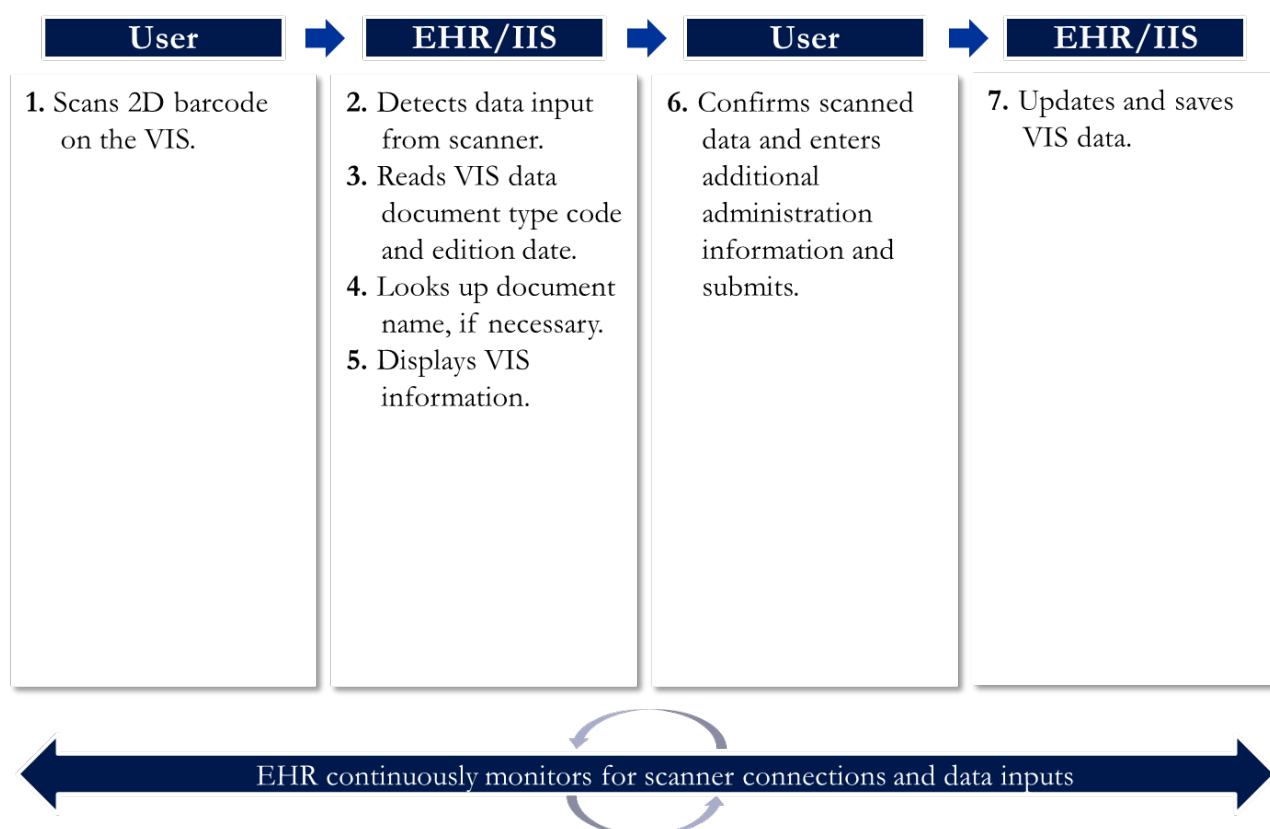 User
EHR/IIS
User
EHR/IIS
1. Scans 2D barcode
on the VIS.
2. Detects data input
from scanner.
3. Reads VIS data
document type code
and edition date.
4. Looks up document
name, if necessary.
5. Displays VIS
information.
6. Confirms scanned
data and enters
additional
administration
information and
submits.
7. Updates and saves
VIS data.
EHR continuously monitors for scanner connections and data inputs